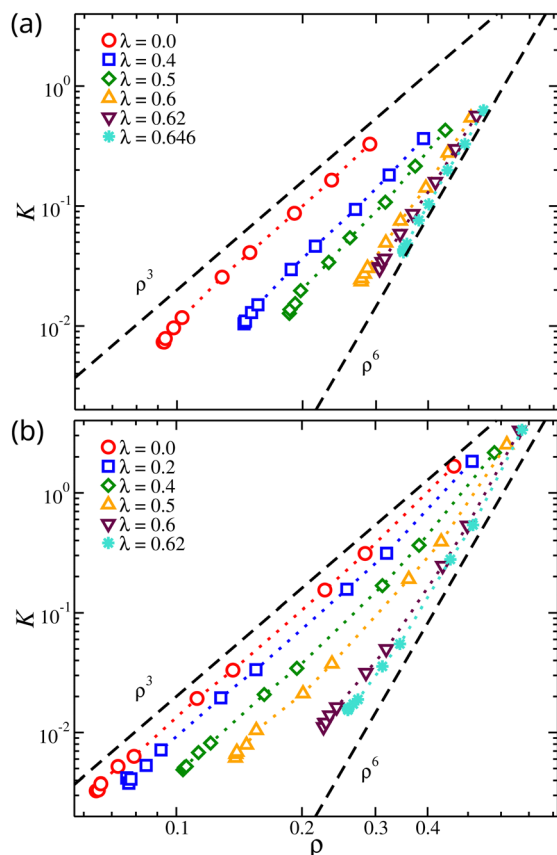 (a)
λ = 0.0
λ = 0.4
λ = 0.5
λ = 0.6
λ = 0.62
λ = 0.646
10⁰
10⁻¹
10⁻²
K
ρ³
ρ⁶
(b)
λ = 0.0
λ = 0.2
λ = 0.4
λ = 0.5
λ = 0.6
λ = 0.62
10⁰
10⁻¹
10⁻²
K
ρ³
ρ⁶
0.1 0.2 0.3 0.4
ρ